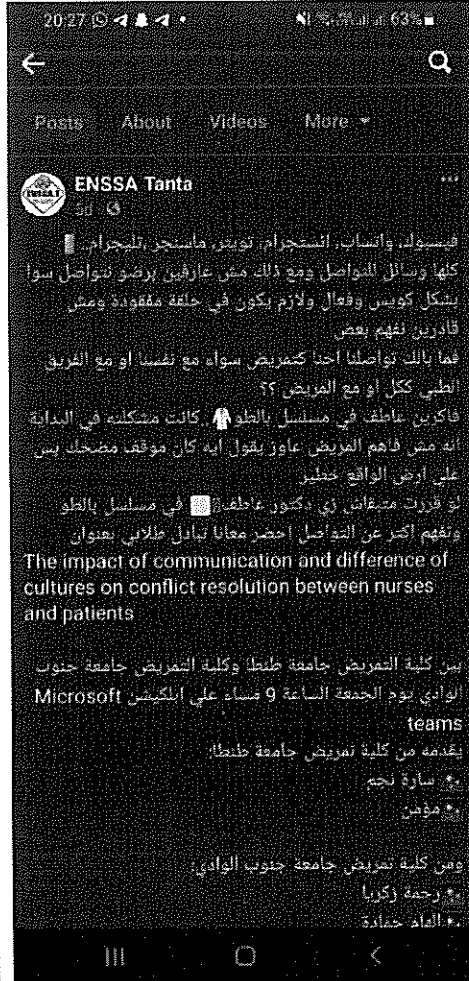 20:27
63%
Posts About Videos More
ENSSA Tanta
3d
فيسبوك, واتساب, انستجرام, تويتر, ماسنجر ,تليجرام,
كلها وسائل للتواصل ومع ذلك مش عارفين برضو نتواصل سوا
بشكل كويس وفعال ولازم يكون في حلقة مفقودة ومش
قادرين نفهم بعض
فما بالك تواصلنا احنا كتمريض سواء مع نفسنا او مع الفريق
الطبي ككل او مع المريض ؟؟
فاكرين عاطف في مسلسل بالطو كانت مشكلته في البداية
انه مش فاهم المريض عاوز يقول ايه كان موقف مضحك بس
علي ارض الواقع خطير
لو قررت متبقاش زي دكتور عاطف في مسلسل بالطو
وتفهم اكتر عن التواصل احضر معانا تبادل طلابي بعنوان
The impact of communication and difference of
cultures on conflict resolution between nurses
and patients
بين كلية التمريض جامعة طنطا وكلية التمريض جامعة جنوب
الوادي يوم الجمعة الساعة 9 مساء علي ابلكيشن Microsoft
teams
يقدمه من كلية تمريض جامعة طنطا:
سارة نجم
مؤمن
ومن كلية تمريض جامعة جنوب الوادي:
رحمة زكريا
الهام حمادة